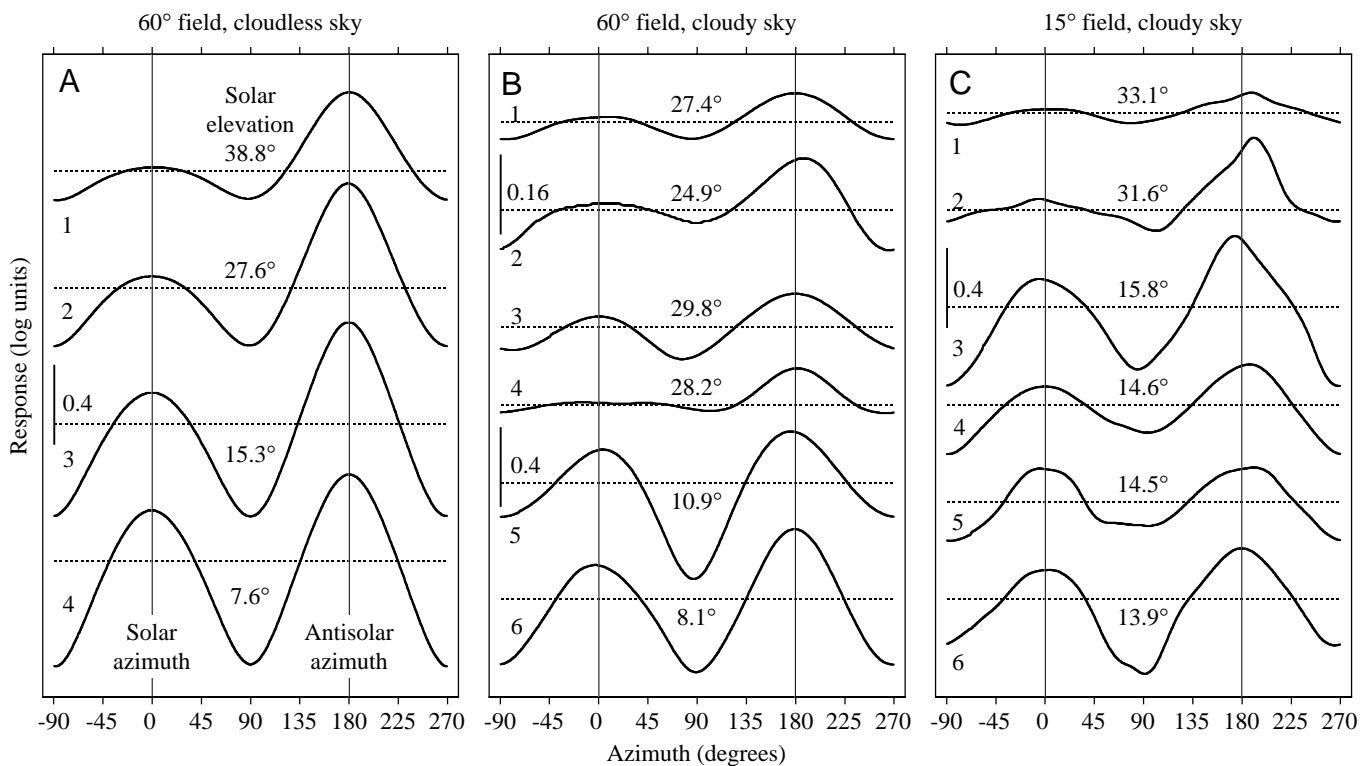 60° field, cloudless sky
60° field, cloudy sky
15° field, cloudy sky
Response (log units)
A
Solar
elevation
38.8°
1
27.6°
2
0.4
15.3°
3
7.6°
4
Solar
azimuth
Antisolar
azimuth
-90 -45 0 45 90 135 180 225 270
B
1
27.4°
0.16
24.9°
2
3
29.8°
4
28.2°
0.4
10.9°
5
6
8.1°
-90 -45 0 45 90 135 180 225 270
C
33.1°
1
2
31.6°
0.4
15.8°
3
14.6°
4
14.5°
5
13.9°
6
-90 -45 0 45 90 135 180 225 270
Azimuth (degrees)